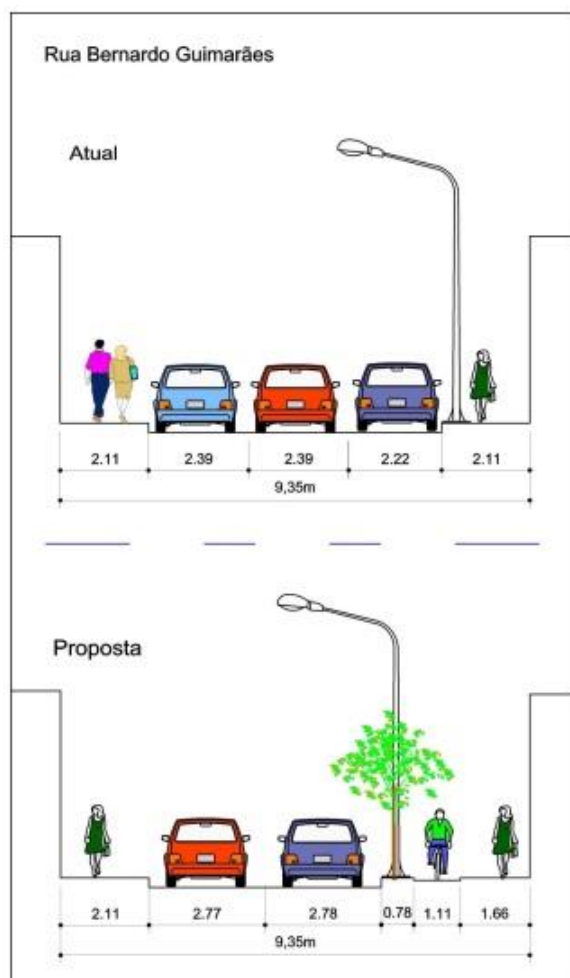 Rua Bernardo Guimarães
Atual
2.11 2.39 2.39 2.22 2.11
9,35m
Proposta
2.11 2.77 2.78 0.78 1.11 1.66
9,35m